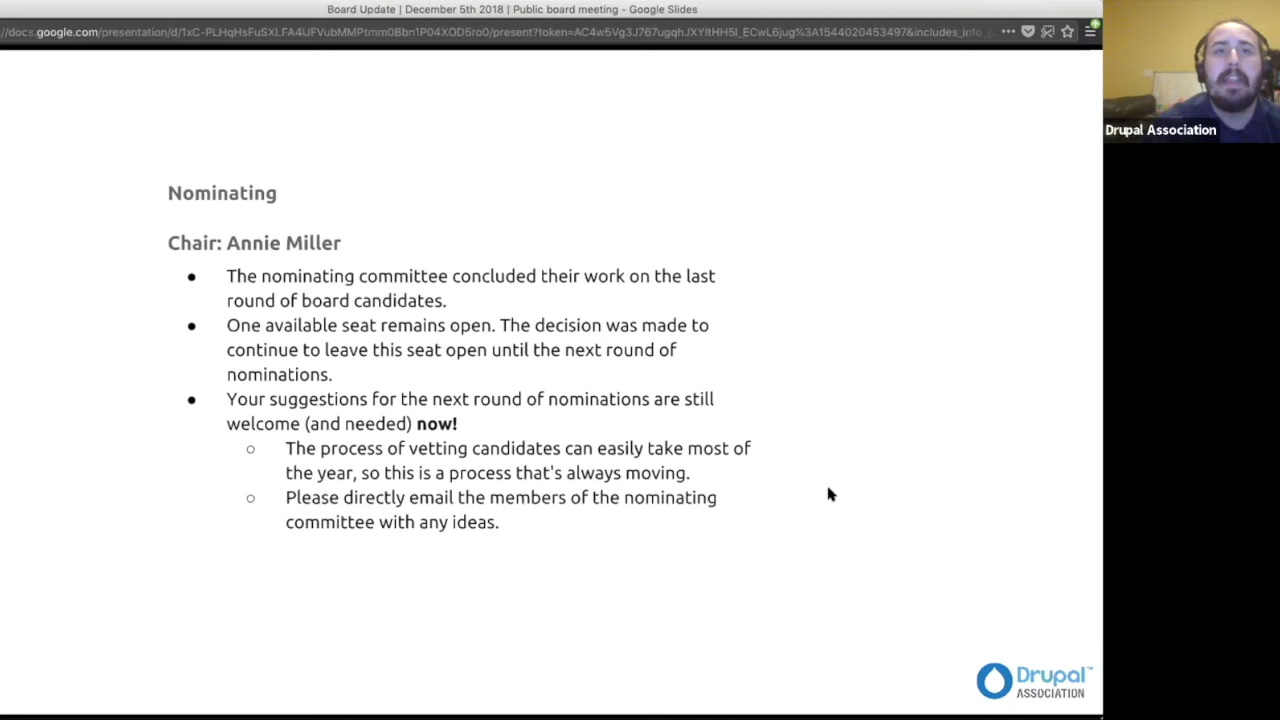 Board Update | December 5th 2018 | Public board meeting - Google Slides
Drupal Association
Nominating
Chair: Annie Miller
● The nominating committee concluded their work on the last
round of board candidates.
● One available seat remains open. The decision was made to
continue to leave this seat open until the next round of
nominations.
● Your suggestions for the next round of nominations are still
welcome (and needed) now!
○ The process of vetting candidates can easily take most of
the year, so this is a process that's always moving.
○ Please directly email the members of the nominating
committee with any ideas.
Drupal™
ASSOCIATION